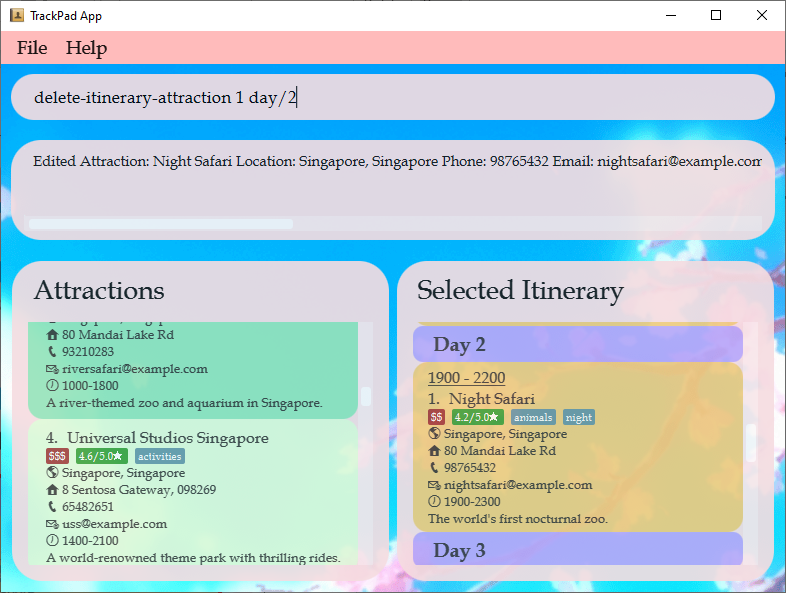 TrackPad App
File Help
delete-itinerary-attraction 1 day/2
Edited Attraction: Night Safari Location: Singapore, Singapore Phone: 98765432 Email: nightsafari@example.com
Attractions
80 Mandai Lake Rd
93210283
riversafari@example.com
1000-1800
A river-themed zoo and aquarium in Singapore.
4. Universal Studios Singapore
$$$ 4.6/5.0★ activities
Singapore, Singapore
8 Sentosa Gateway, 098269
65482651
uss@example.com
1400-2100
A world-renowned theme park with thrilling rides.
Selected Itinerary
Day 2
1900 - 2200
1. Night Safari
$$ 4.2/5.0★ animals night
Singapore, Singapore
80 Mandai Lake Rd
98765432
nightsafari@example.com
1900-2300
The world's first nocturnal zoo.
Day 3